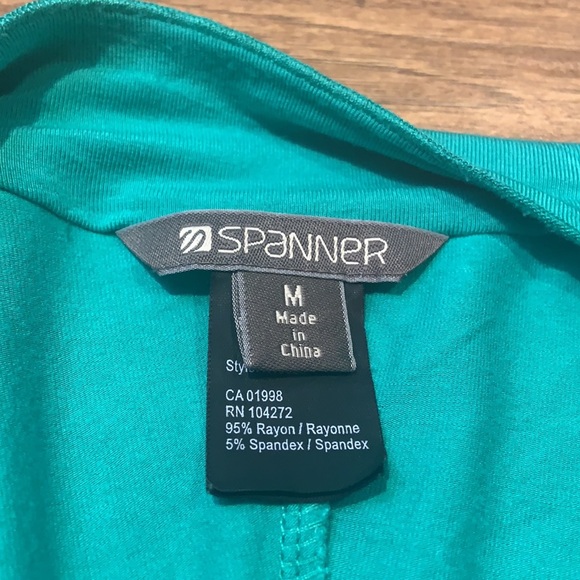 SPANNER
M
Made
in
China
CA 01998
RN 104272
95% Rayon / Rayonne
5% Spandex / Spandex